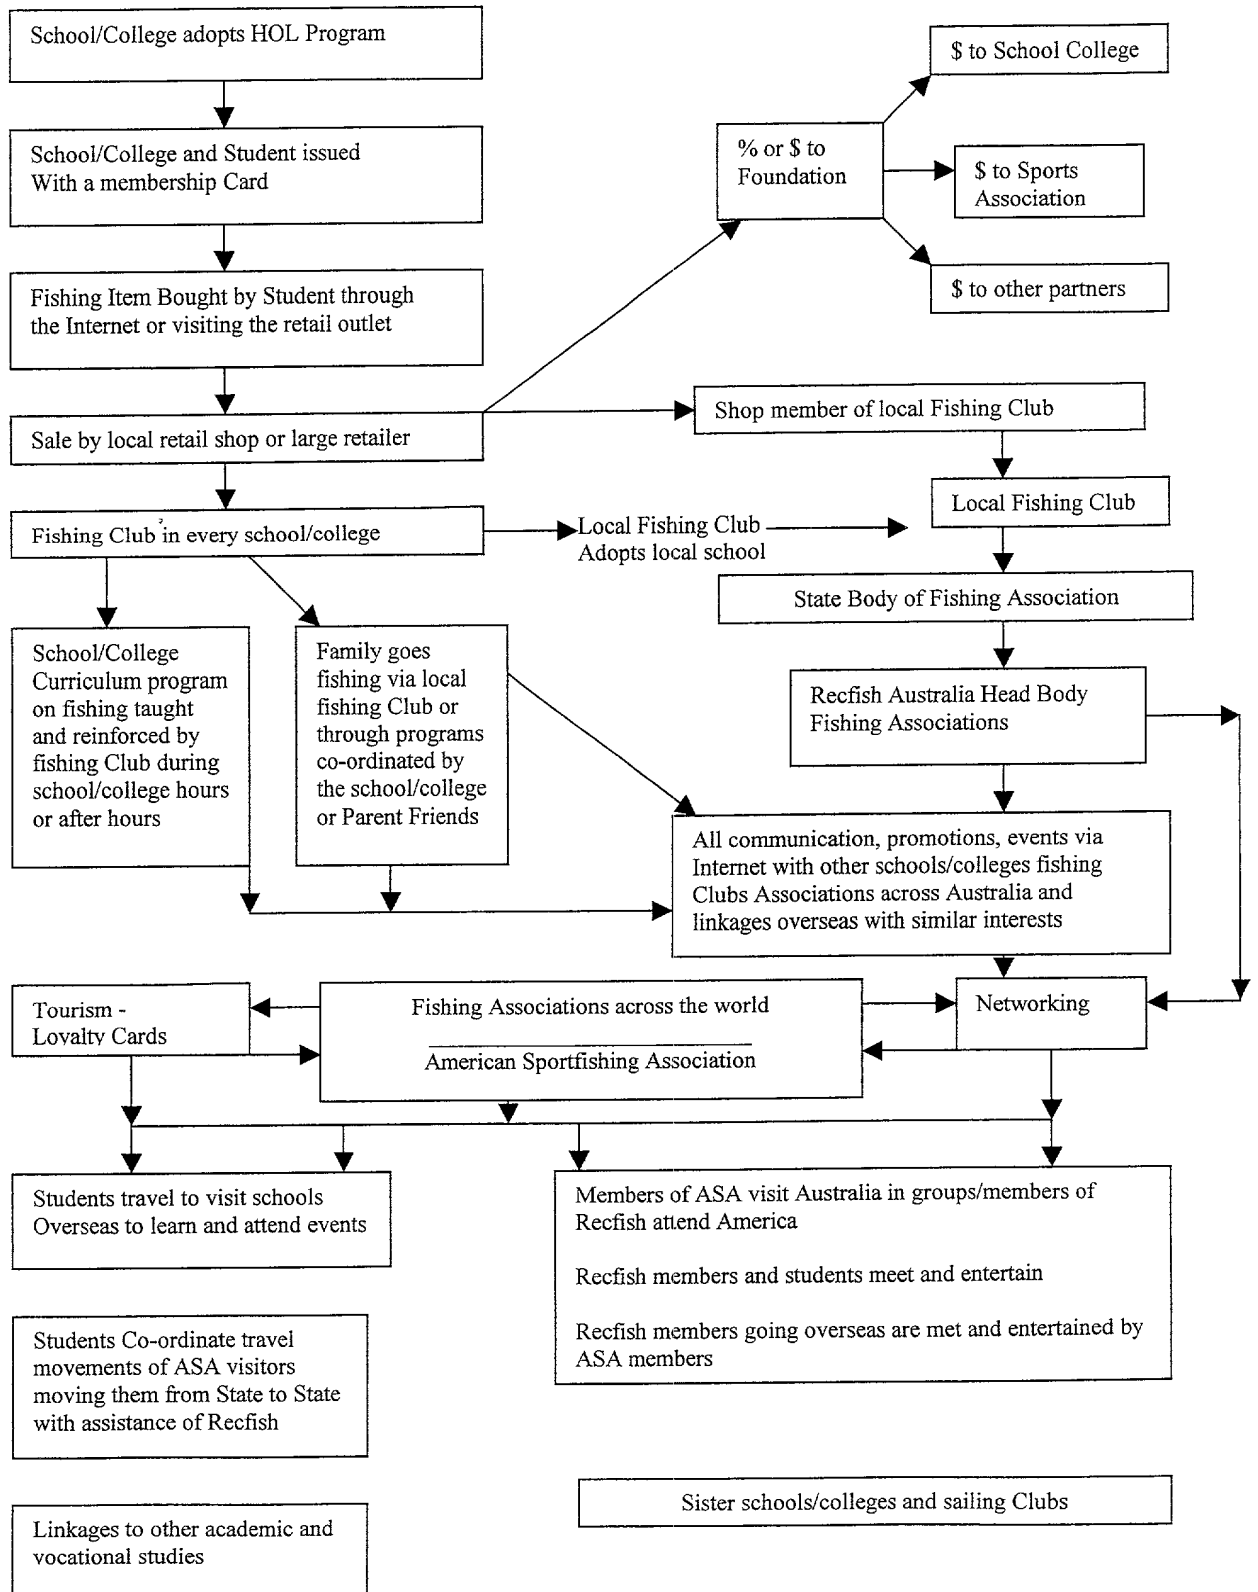 School/College adopts HOL Program
$ to School College
School/College and Student issued
With a membership Card
% or $ to
Foundation
$ to Sports
Association
$ to other partners
Fishing Item Bought by Student through
the Internet or visiting the retail outlet
Sale by local retail shop or large retailer
Shop member of local Fishing Club
Local Fishing Club
Fishing Club in every school/college
Local Fishing Club
Adopts local school
State Body of Fishing Association
School/College
Curriculum program
on fishing taught
and reinforced by
fishing Club during
school/college hours
or after hours
Family goes
fishing via local
fishing Club or
through programs
co-ordinated by
the school/college
or Parent Friends
Recfish Australia Head Body
Fishing Associations
All communication, promotions, events via
Internet with other schools/colleges fishing
Clubs Associations across Australia and
linkages overseas with similar interests
Tourism -
Loyalty Cards
Fishing Associations across the world
American Sportfishing Association
Networking
Students travel to visit schools
Overseas to learn and attend events
Members of ASA visit Australia in groups/members of
Recfish attend America
Recfish members and students meet and entertain
Recfish members going overseas are met and entertained by
ASA members
Students Co-ordinate travel
movements of ASA visitors
moving them from State to State
with assistance of Recfish
Sister schools/colleges and sailing Clubs
Linkages to other academic and
vocational studies